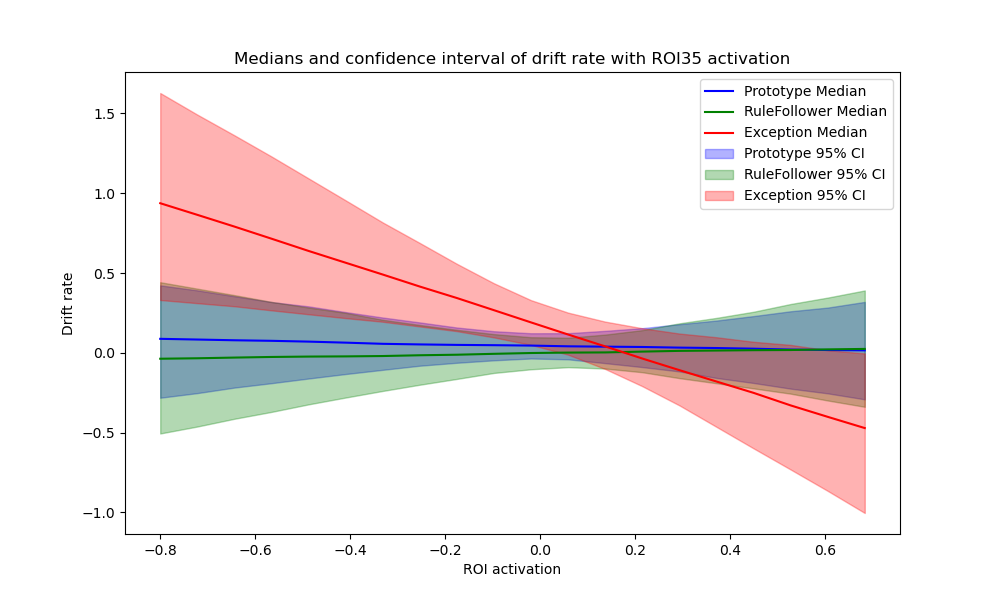 Medians and confidence interval of drift rate with ROI35 activation
Prototype Median
RuleFollower Median
Exception Median
Prototype 95% CI
RuleFollower 95% CI
Exception 95% CI
Drift rate
1.5
1.0
0.5
0.0
−0.5
−1.0
−0.8 −0.6 −0.4 −0.2 0.0 0.2 0.4 0.6
ROI activation